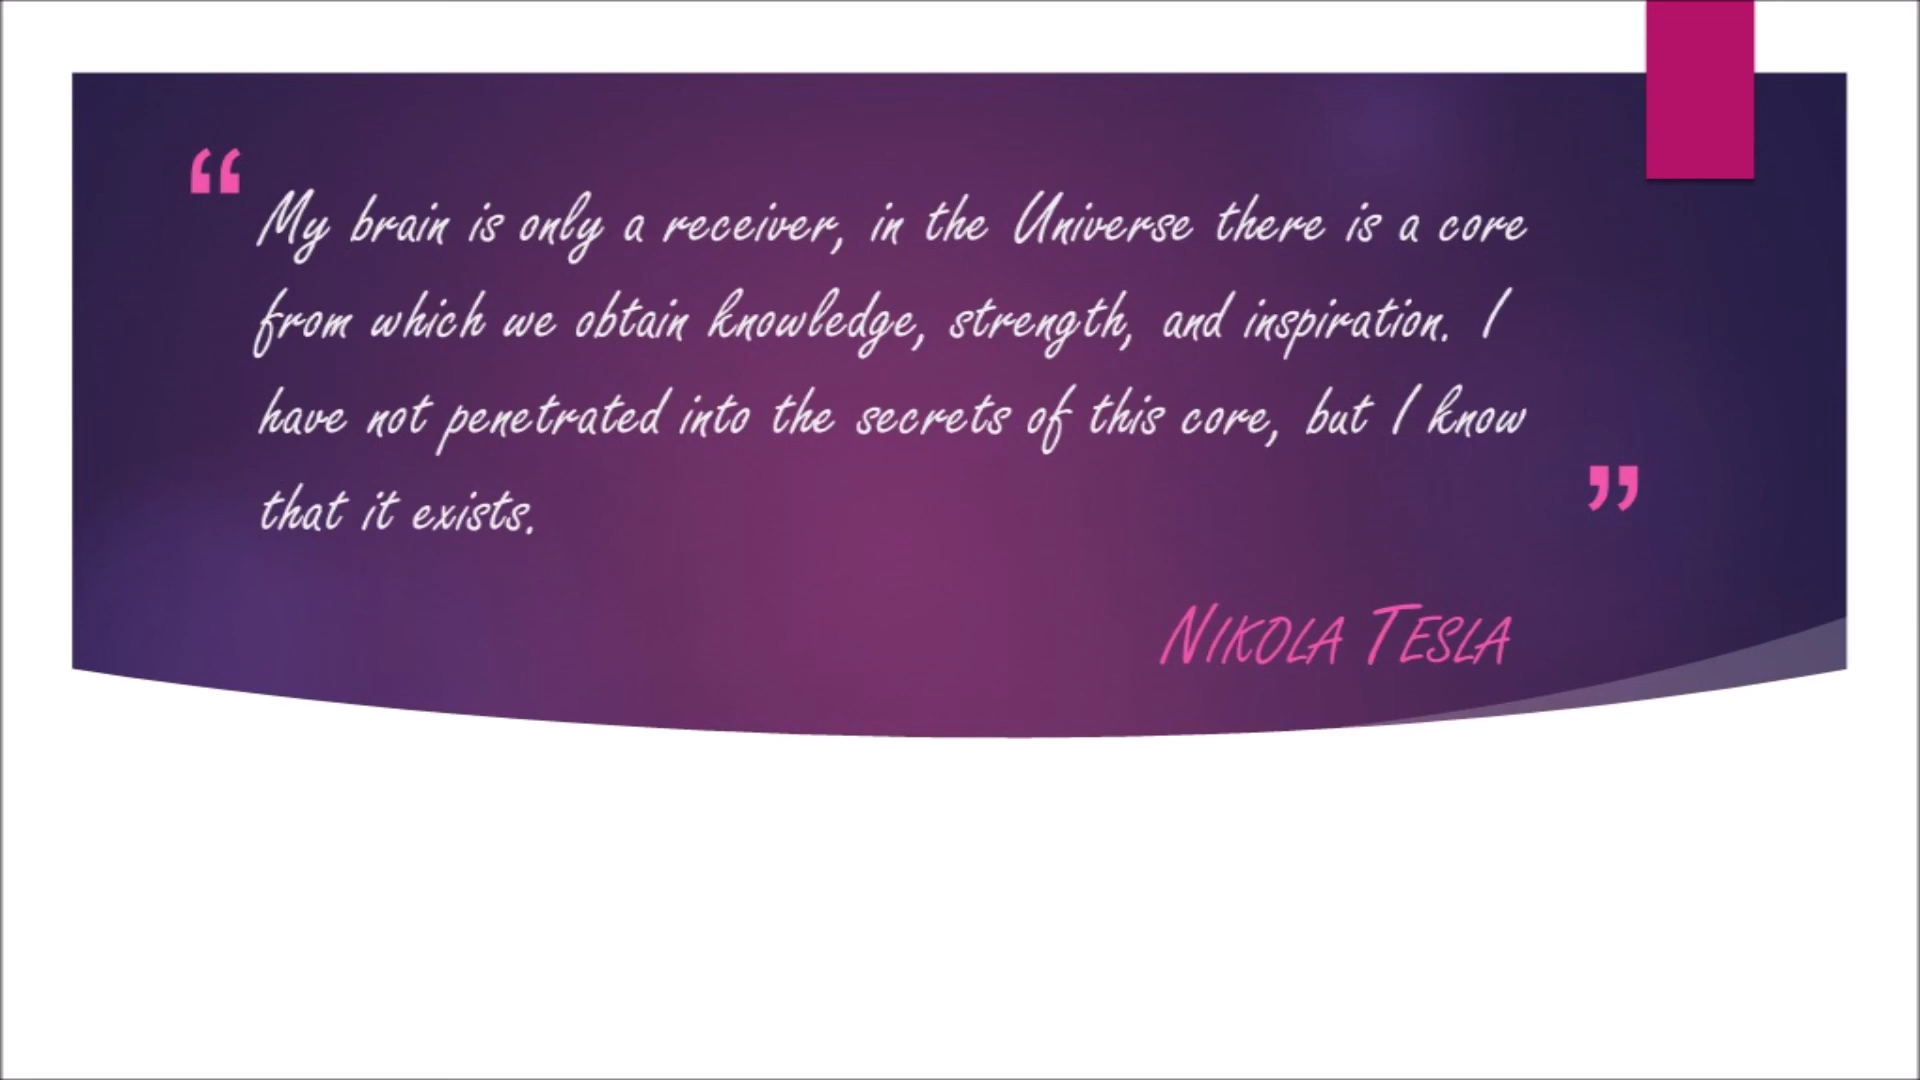 “My brain is only a receiver, in the Universe there is a core
from which we obtain knowledge, strength, and inspiration. I
have not penetrated into the secrets of this core, but I know
that it exists.”
NIKOLA TESLA